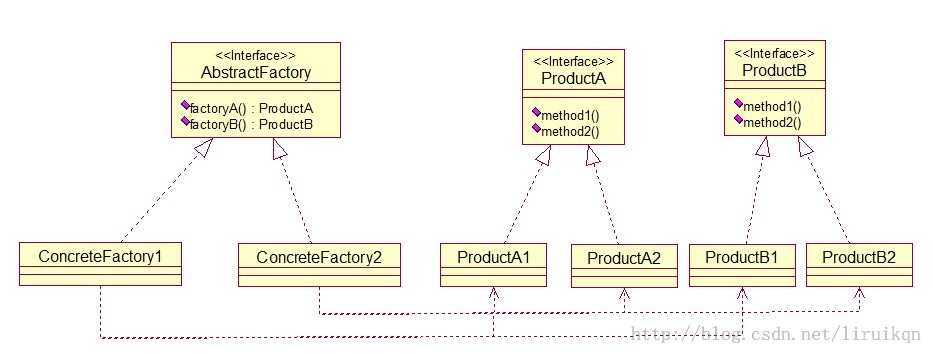 <<Interface>>
AbstractFactory
factoryA() : ProductA
factoryB() : ProductB
<<Interface>>
ProductA
method1()
method2()
<<Interface>>
ProductB
method1()
method2()
ConcreteFactory1
ConcreteFactory2
ProductA1
ProductA2
ProductB1
ProductB2
http://blog.csdn.net/liruikqn